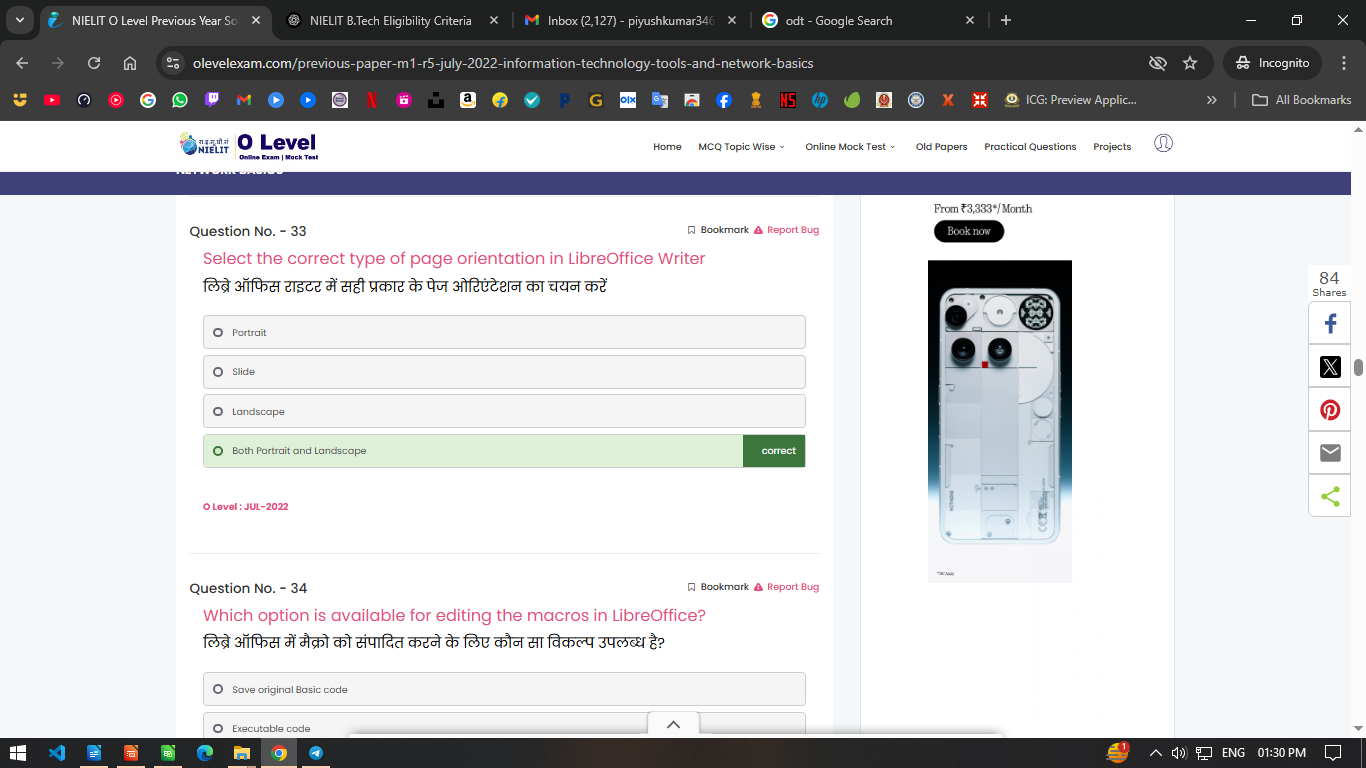 NIELIT O Level Previous Year So
NIELIT B.Tech Eligibility Criteria
Inbox (2,127) - piyushkumar346
odt - Google Search
olevelexam.com/previous-paper-m1-r5-july-2022-information-technology-tools-and-network-basics
Incognito
ICG: Preview Applic...
All Bookmarks
रा.इ.सू.प्रौ.सं
NIELIT
O Level
Online Exam | Mock Test
Home
MCQ Topic Wise
Online Mock Test
Old Papers
Practical Questions
Projects
NETWORK BASICS
Question No. - 33
Bookmark
Report Bug
Select the correct type of page orientation in LibreOffice Writer
लिब्रे ऑफिस राइटर में सही प्रकार के पेज ओरिएंटेशन का चयन करें
Portrait
Slide
Landscape
Both Portrait and Landscape
correct
O Level : JUL-2022
Question No. - 34
Bookmark
Report Bug
Which option is available for editing the macros in LibreOffice?
लिब्रे ऑफिस में मैक्रो को संपादित करने के लिए कौन सा विकल्प उपलब्ध है?
Save original Basic code
Executable code
From ₹3,333*/Month
Book now
84
Shares
ENG
01:30 PM